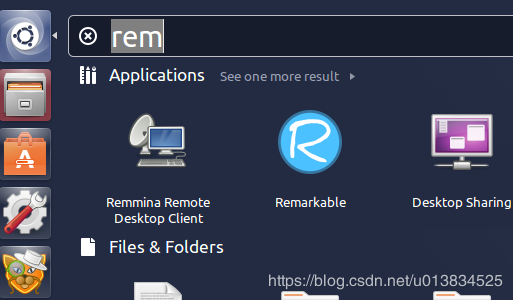 rem
Applications See one more result
R
Remmina Remote
Desktop Client
Remarkable
Desktop Sharing
Files & Folders
https://blog.csdn.net/u013834525